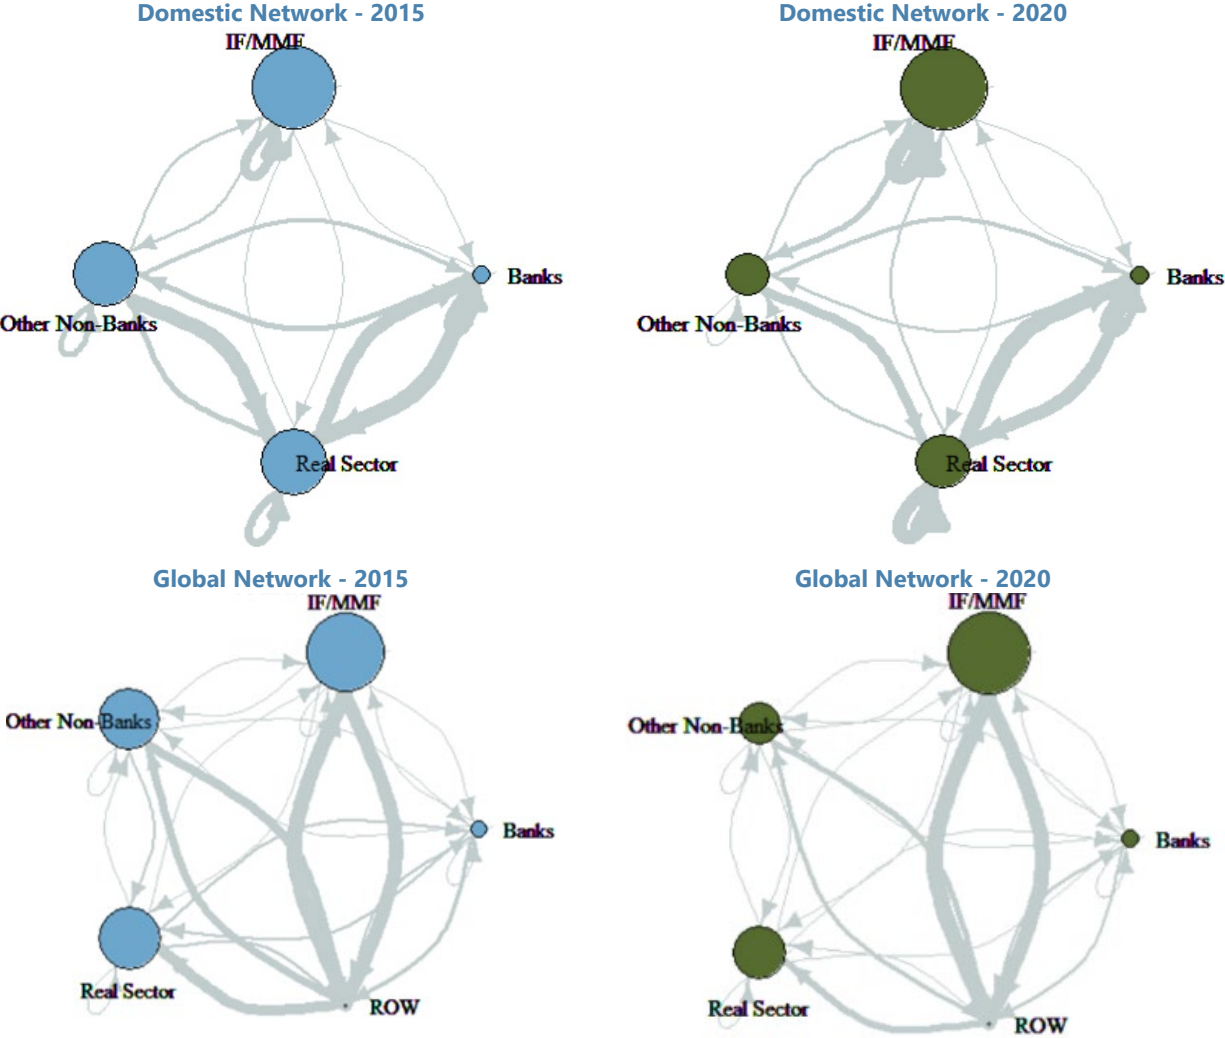 Domestic Network - 2015
IF/MMF
Other Non-Banks
Banks
Real Sector
Domestic Network - 2020
IF/MMF
Other Non-Banks
Banks
Real Sector
Global Network - 2015
IF/MMF
Other Non-Banks
Banks
Real Sector
ROW
Global Network - 2020
IF/MMF
Other Non-Banks
Banks
Real Sector
ROW